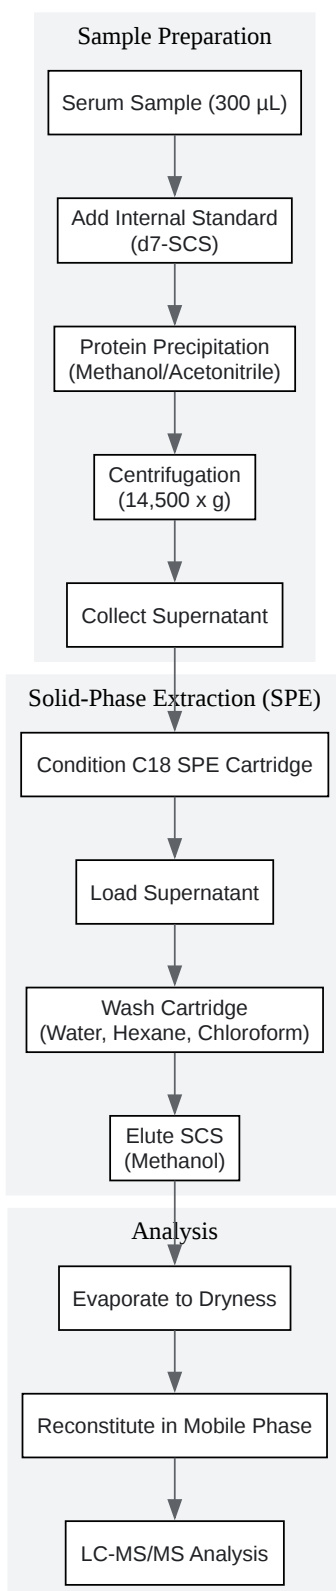 Sample Preparation
Serum Sample (300 µL)
Add Internal Standard
(d7-SCS)
Protein Precipitation
(Methanol/Acetonitrile)
Centrifugation
(14,500 x g)
Collect Supernatant
Solid-Phase Extraction (SPE)
Condition C18 SPE Cartridge
Load Supernatant
Wash Cartridge
(Water, Hexane, Chloroform)
Elute SCS
(Methanol)
Analysis
Evaporate to Dryness
Reconstitute in Mobile Phase
LC-MS/MS Analysis